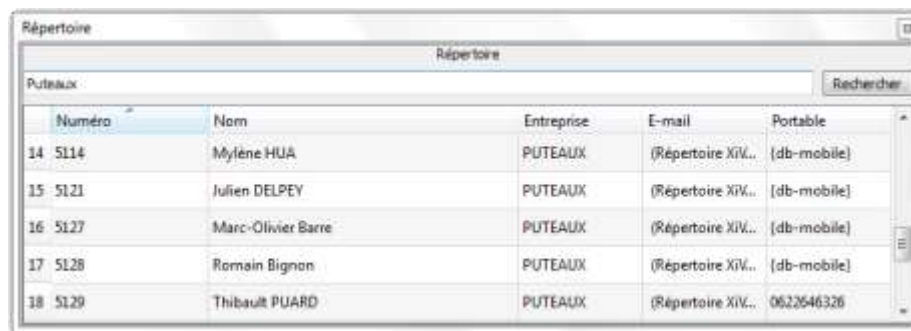 Répertoire
Répertoire
Puteaux Rechercher
Numéro Nom Entreprise E-mail Portable
14 5114 Mylène HUA PUTEAUX (Répertoire XiV... {db-mobile}
15 5121 Julien DELPEY PUTEAUX (Répertoire XiV... {db-mobile}
16 5127 Marc-Olivier Barre PUTEAUX (Répertoire XiV... {db-mobile}
17 5128 Romain Bignon PUTEAUX (Répertoire XiV... {db-mobile}
18 5129 Thibault PUARD PUTEAUX (Répertoire XiV... 0622646326